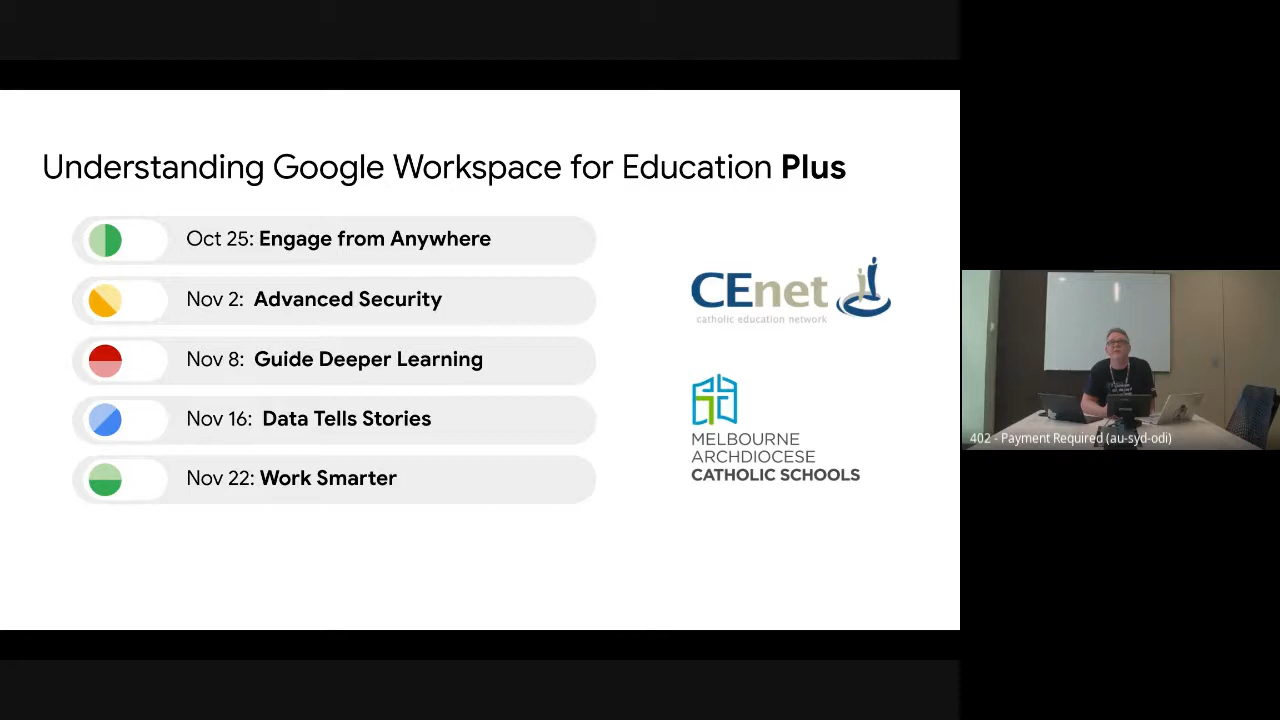 Understanding Google Workspace for Education Plus
Oct 25: Engage from Anywhere
Nov 2: Advanced Security
Nov 8: Guide Deeper Learning
Nov 16: Data Tells Stories
Nov 22: Work Smarter
CEnet
catholic education network
MELBOURNE
ARCHDIOCESE
CATHOLIC SCHOOLS
402 - Payment Required (au-syd-odi)